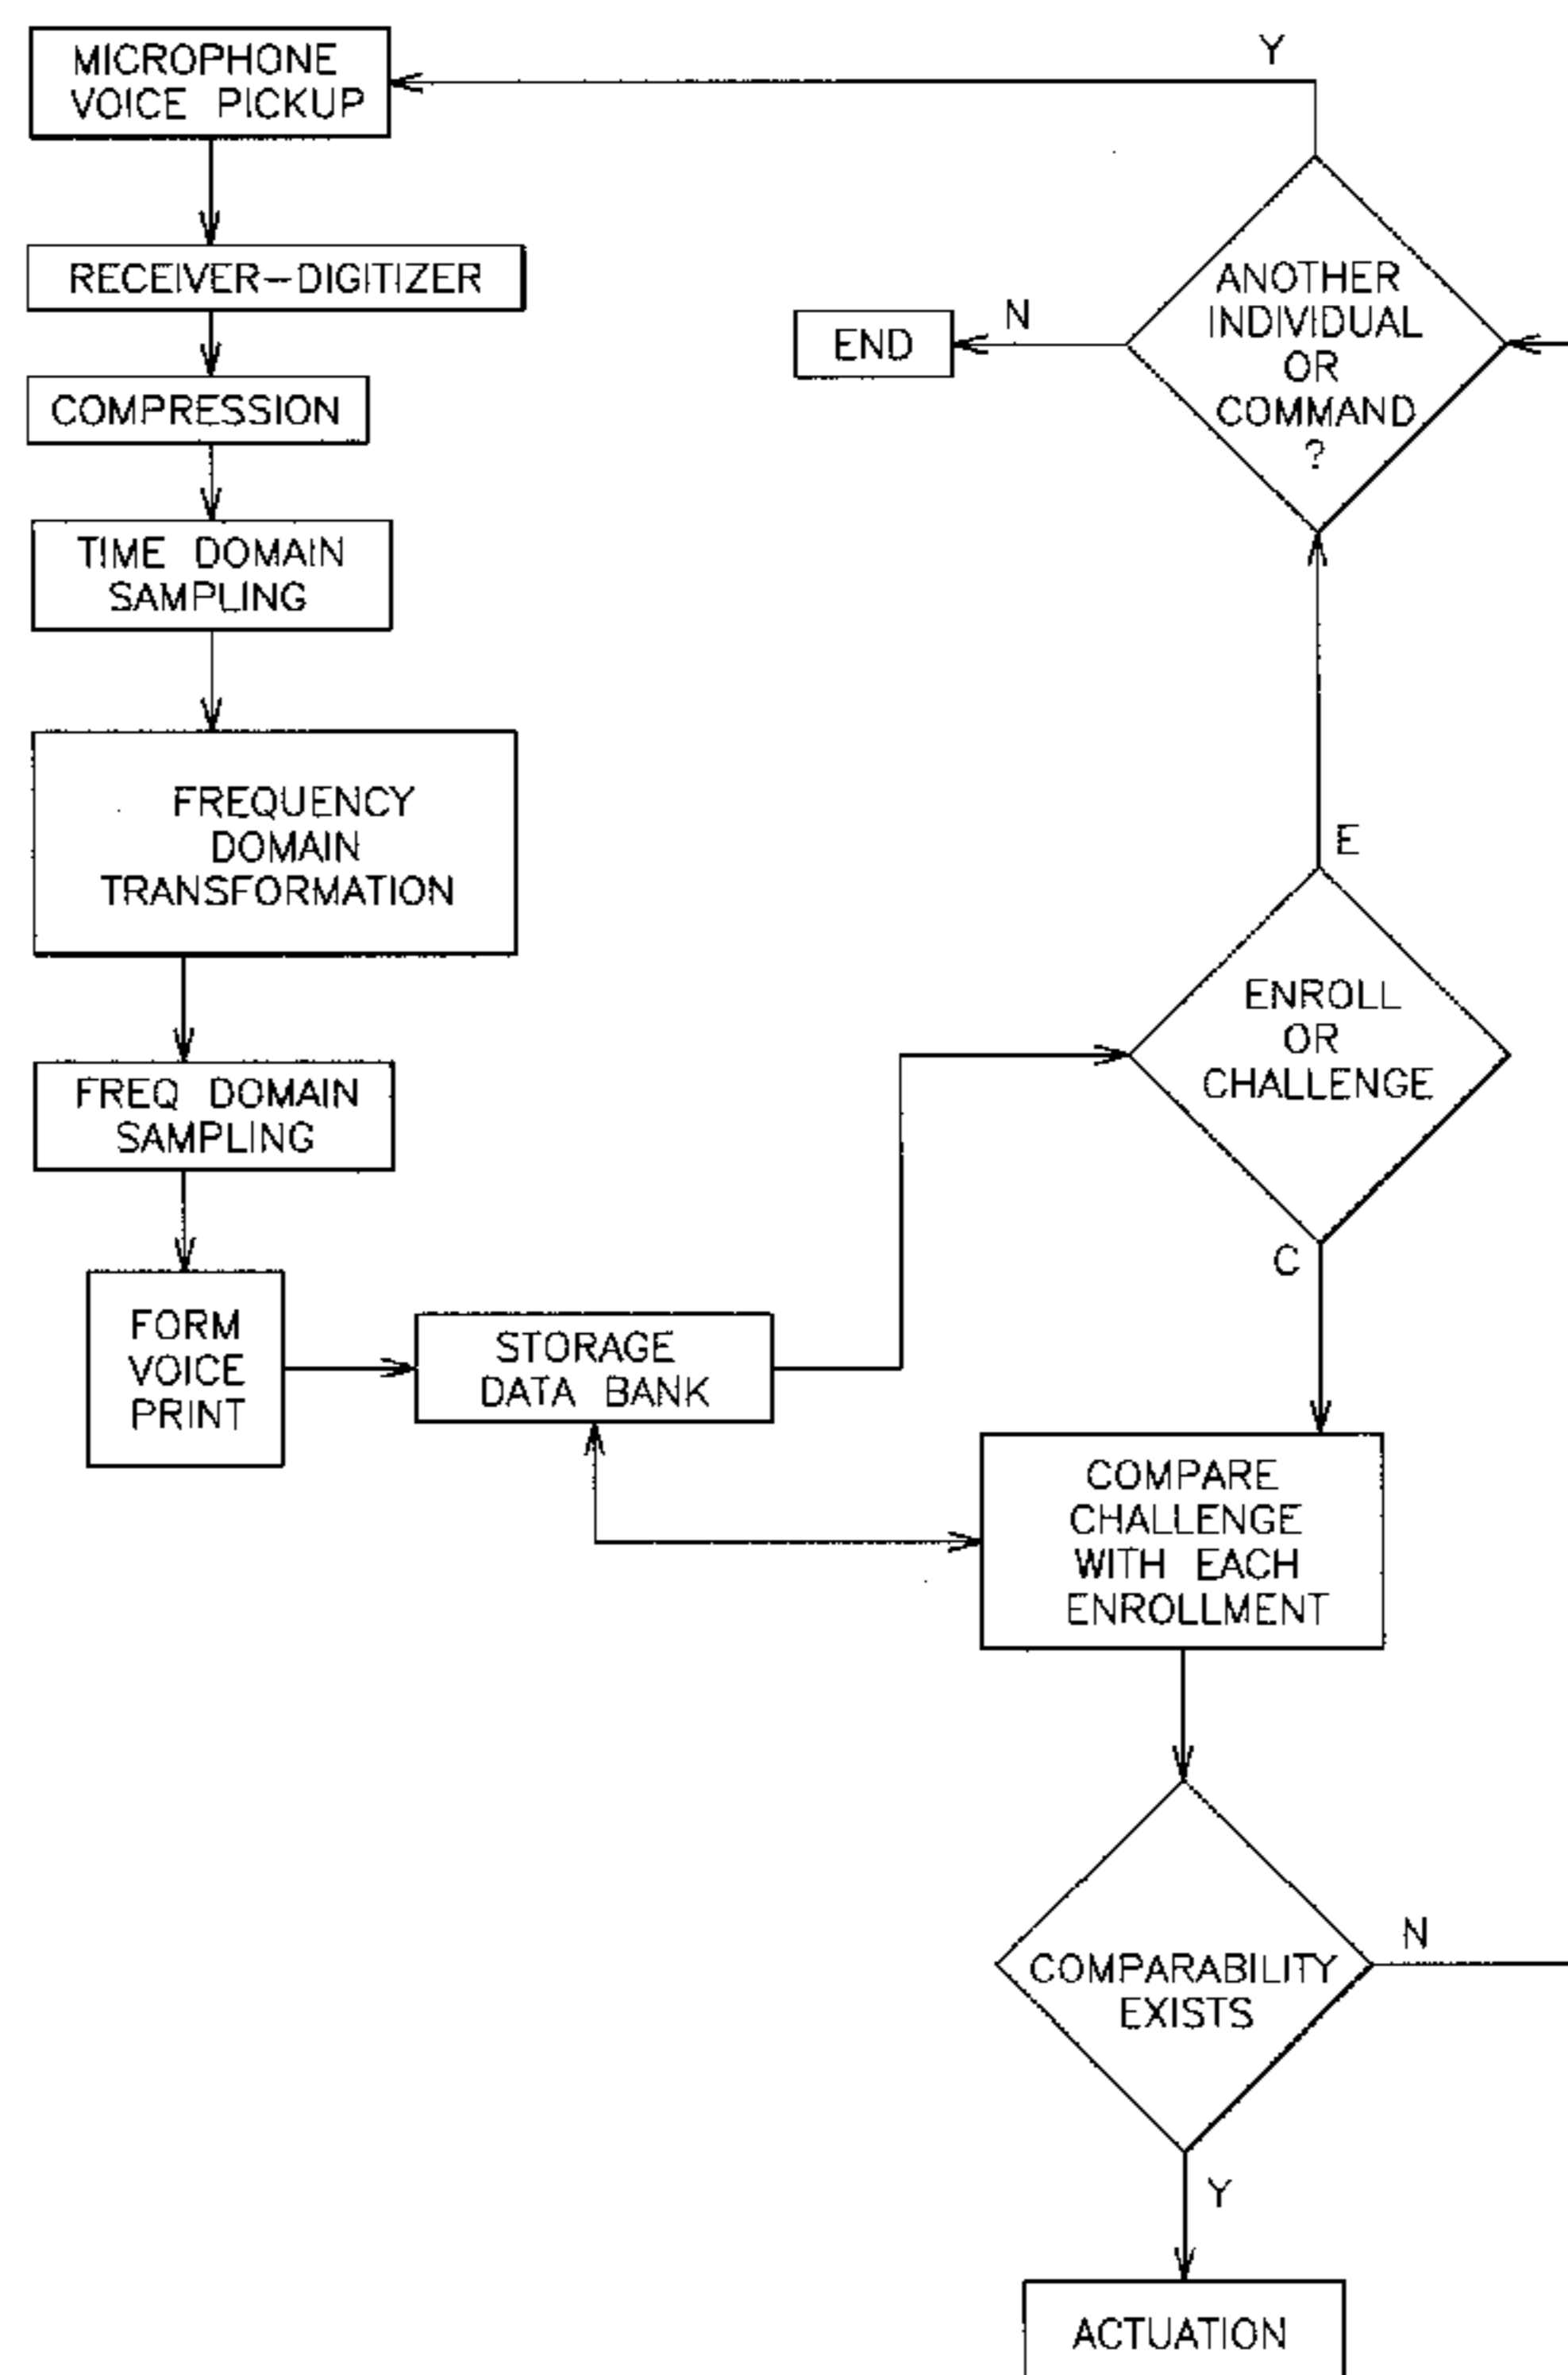 MICROPHONE
VOICE PICKUP
RECEIVER-DIGITIZER
COMPRESSION
TIME DOMAIN
SAMPLING
FREQUENCY
DOMAIN
TRANSFORMATION
FREQ DOMAIN
SAMPLING
FORM
VOICE
PRINT
STORAGE
DATA BANK
Y
ANOTHER
INDIVIDUAL
OR
COMMAND
?
N
END
E
ENROLL
OR
CHALLENGE
C
COMPARE
CHALLENGE
WITH EACH
ENROLLMENT
COMPARABILITY
EXISTS
N
Y
ACTUATION